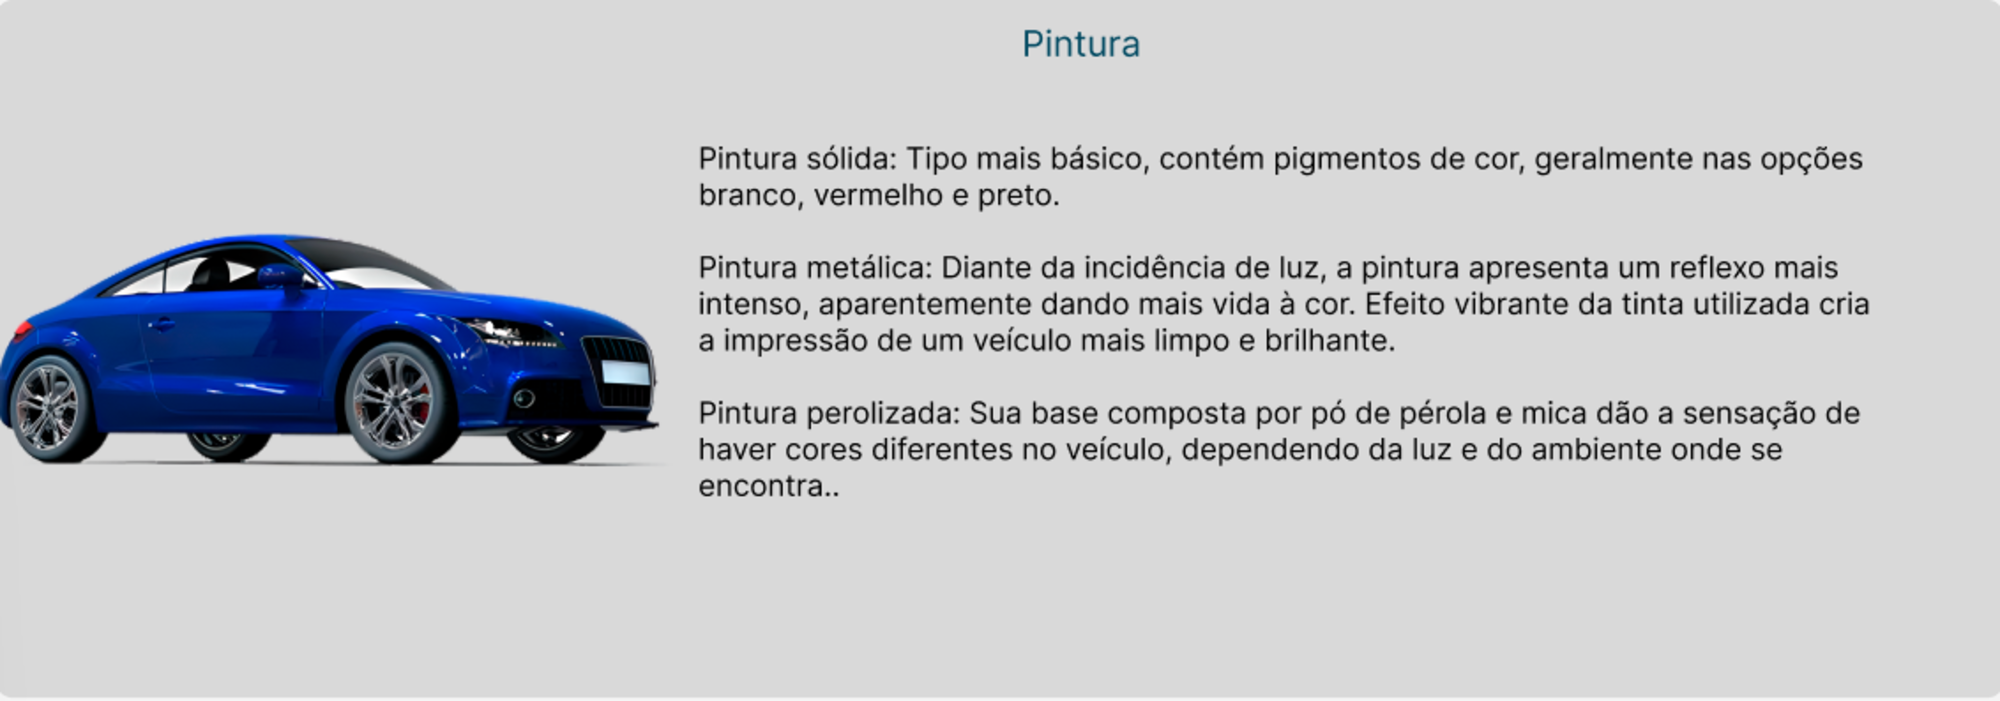 Pintura
Pintura sólida: Tipo mais básico, contém pigmentos de cor, geralmente nas opções
branco, vermelho e preto.
Pintura metálica: Diante da incidência de luz, a pintura apresenta um reflexo mais
intenso, aparentemente dando mais vida à cor. Efeito vibrante da tinta utilizada cria
a impressão de um veículo mais limpo e brilhante.
Pintura perolizada: Sua base composta por pó de pérola e mica dão a sensação de
haver cores diferentes no veículo, dependendo da luz e do ambiente onde se
encontra..